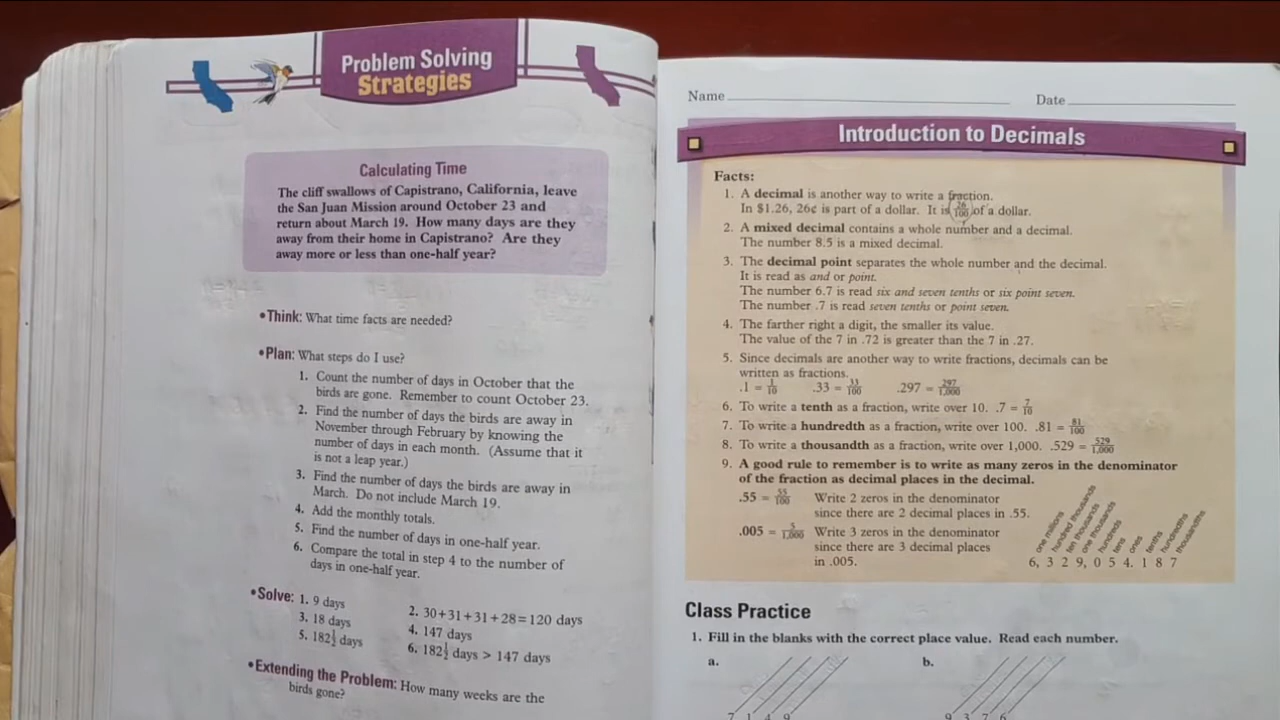 Problem Solving
Strategies
Calculating Time
The cliff swallows of Capistrano, California, leave
the San Juan Mission around October 23 and
return about March 19. How many days are they
away from their home in Capistrano? Are they
away more or less than one-half year?
•Think: What time facts are needed?
•Plan: What steps do I use?
1. Count the number of days in October that the
birds are gone. Remember to count October 23.
2. Find the number of days the birds are away in
November through February by knowing the
number of days in each month. (Assume that it
is not a leap year.)
3. Find the number of days the birds are away in
March. Do not include March 19.
4. Add the monthly totals.
5. Find the number of days in one-half year.
6. Compare the total in step 4 to the number of
days in one-half year.
•Solve: 1. 9 days 2. 30+31+31+28=120 days
3. 18 days 4. 147 days
5. 182½ days 6. 182½ days > 147 days
•Extending the Problem: How many weeks are the
birds gone?
Name Date
Introduction to Decimals
Facts:
1. A decimal is another way to write a fraction.
In $1.26, 26¢ is part of a dollar. It is 26/100 of a dollar.
2. A mixed decimal contains a whole number and a decimal.
The number 8.5 is a mixed decimal.
3. The decimal point separates the whole number and the decimal.
It is read as and or point.
The number 6.7 is read six and seven tenths or six point seven.
The number .7 is read seven tenths or point seven.
4. The farther right a digit, the smaller its value.
The value of the 7 in .72 is greater than the 7 in .27.
5. Since decimals are another way to write fractions, decimals can be
written as fractions.
.1 = 1/10 .33 = 33/100 .297 = 297/1,000
6. To write a tenth as a fraction, write over 10. .7 = 7/10
7. To write a hundredth as a fraction, write over 100. .81 = 81/100
8. To write a thousandth as a fraction, write over 1,000. .529 = 529/1,000
9. A good rule to remember is to write as many zeros in the denominator
of the fraction as decimal places in the decimal.
.55 = 55/100 Write 2 zeros in the denominator
since there are 2 decimal places in .55.
.005 = 5/1,000 Write 3 zeros in the denominator
since there are 3 decimal places
in .005.
one millions
hundred thousands
ten thousands
one thousands
hundreds
tens
ones
tenths
hundredths
thousandths
6, 3 2 9, 0 5 4. 1 8 7
Class Practice
1. Fill in the blanks with the correct place value. Read each number.
a. b.
7 1 4 9 9 3 7 6